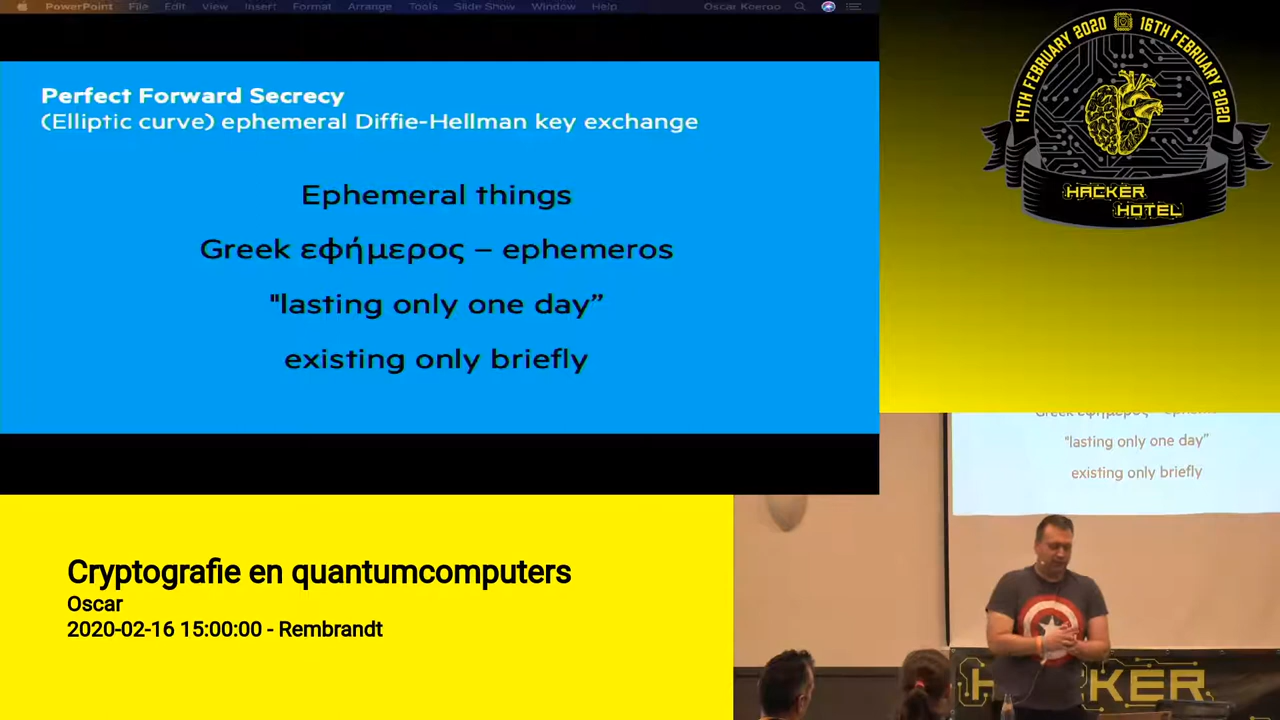 PowerPoint File Edit View Insert Format Arrange Tools Slide Show Window Help Oscar Koeroo
Perfect Forward Secrecy
(Elliptic curve) ephemeral Diffie-Hellman key exchange
Ephemeral things
Greek εφήμερος – ephemeros
"lasting only one day”
existing only briefly
14TH FEBRUARY 2020 16TH FEBRUARY 2020
HACKER
HOTEL
"lasting only one day”
existing only briefly
Cryptografie en quantumcomputers
Oscar
2020-02-16 15:00:00 - Rembrandt